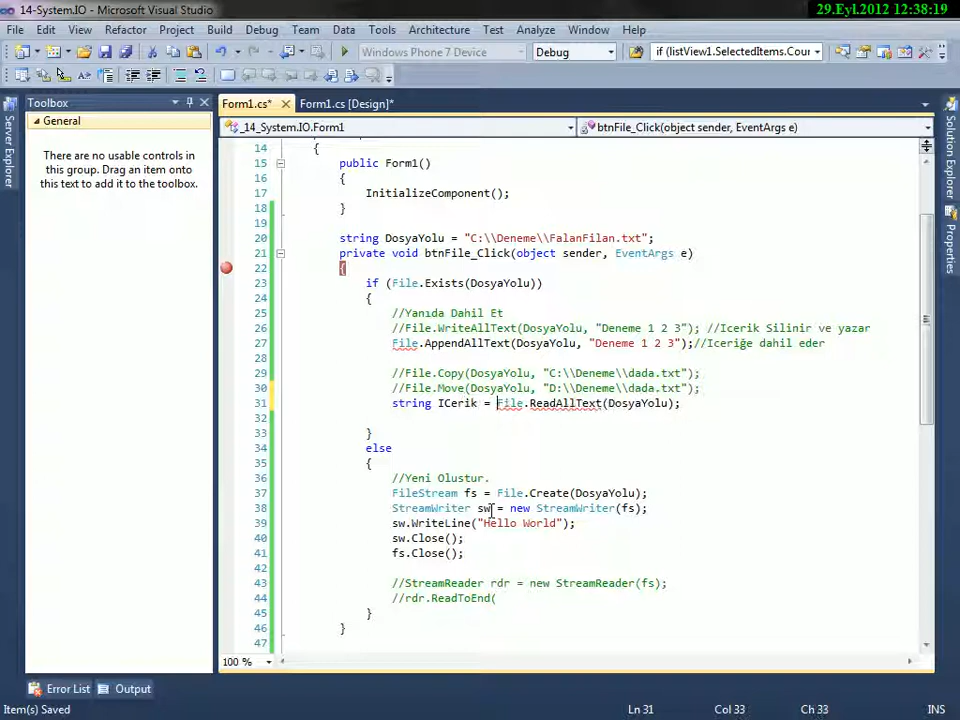 14-System.IO - Microsoft Visual Studio
29.Eyl.2012 12:38:19
File Edit View Refactor Project Build Debug Team Data Tools Architecture Test Analyze Window Help
Windows Phone 7 Device Debug if (listView1.SelectedItems.Cour
Toolbox
Form1.cs* Form1.cs [Design]*
General
_14_System.IO.Form1 btnFile_Click(object sender, EventArgs e)
Server Explorer
Solution Explorer
Properties
There are no usable controls in
this group. Drag an item onto
this text to add it to the toolbox.
14 {
15 public Form1()
16 {
17 InitializeComponent();
18 }
19
20 string DosyaYolu = "C:\\Deneme\\FalanFilan.txt";
21 private void btnFile_Click(object sender, EventArgs e)
22 {
23 if (File.Exists(DosyaYolu))
24 {
25 //Yanıda Dahil Et
26 //File.WriteAllText(DosyaYolu, "Deneme 1 2 3"); //Icerik Silinir ve yazar
27 File.AppendAllText(DosyaYolu, "Deneme 1 2 3");//Iceriğe dahil eder
28
29 //File.Copy(DosyaYolu, "C:\\Deneme\\dada.txt");
30 //File.Move(DosyaYolu, "D:\\Deneme\\dada.txt");
31 string ICerik = File.ReadAllText(DosyaYolu);
32
33 }
34 else
35 {
36 //Yeni Olustur.
37 FileStream fs = File.Create(DosyaYolu);
38 StreamWriter sw = new StreamWriter(fs);
39 sw.WriteLine("Hello World");
40 sw.Close();
41 fs.Close();
42
43 //StreamReader rdr = new StreamReader(fs);
44 //rdr.ReadToEnd(
45 }
46 }
47
100 %
Error List Output
Item(s) Saved Ln 31 Col 33 Ch 33 INS